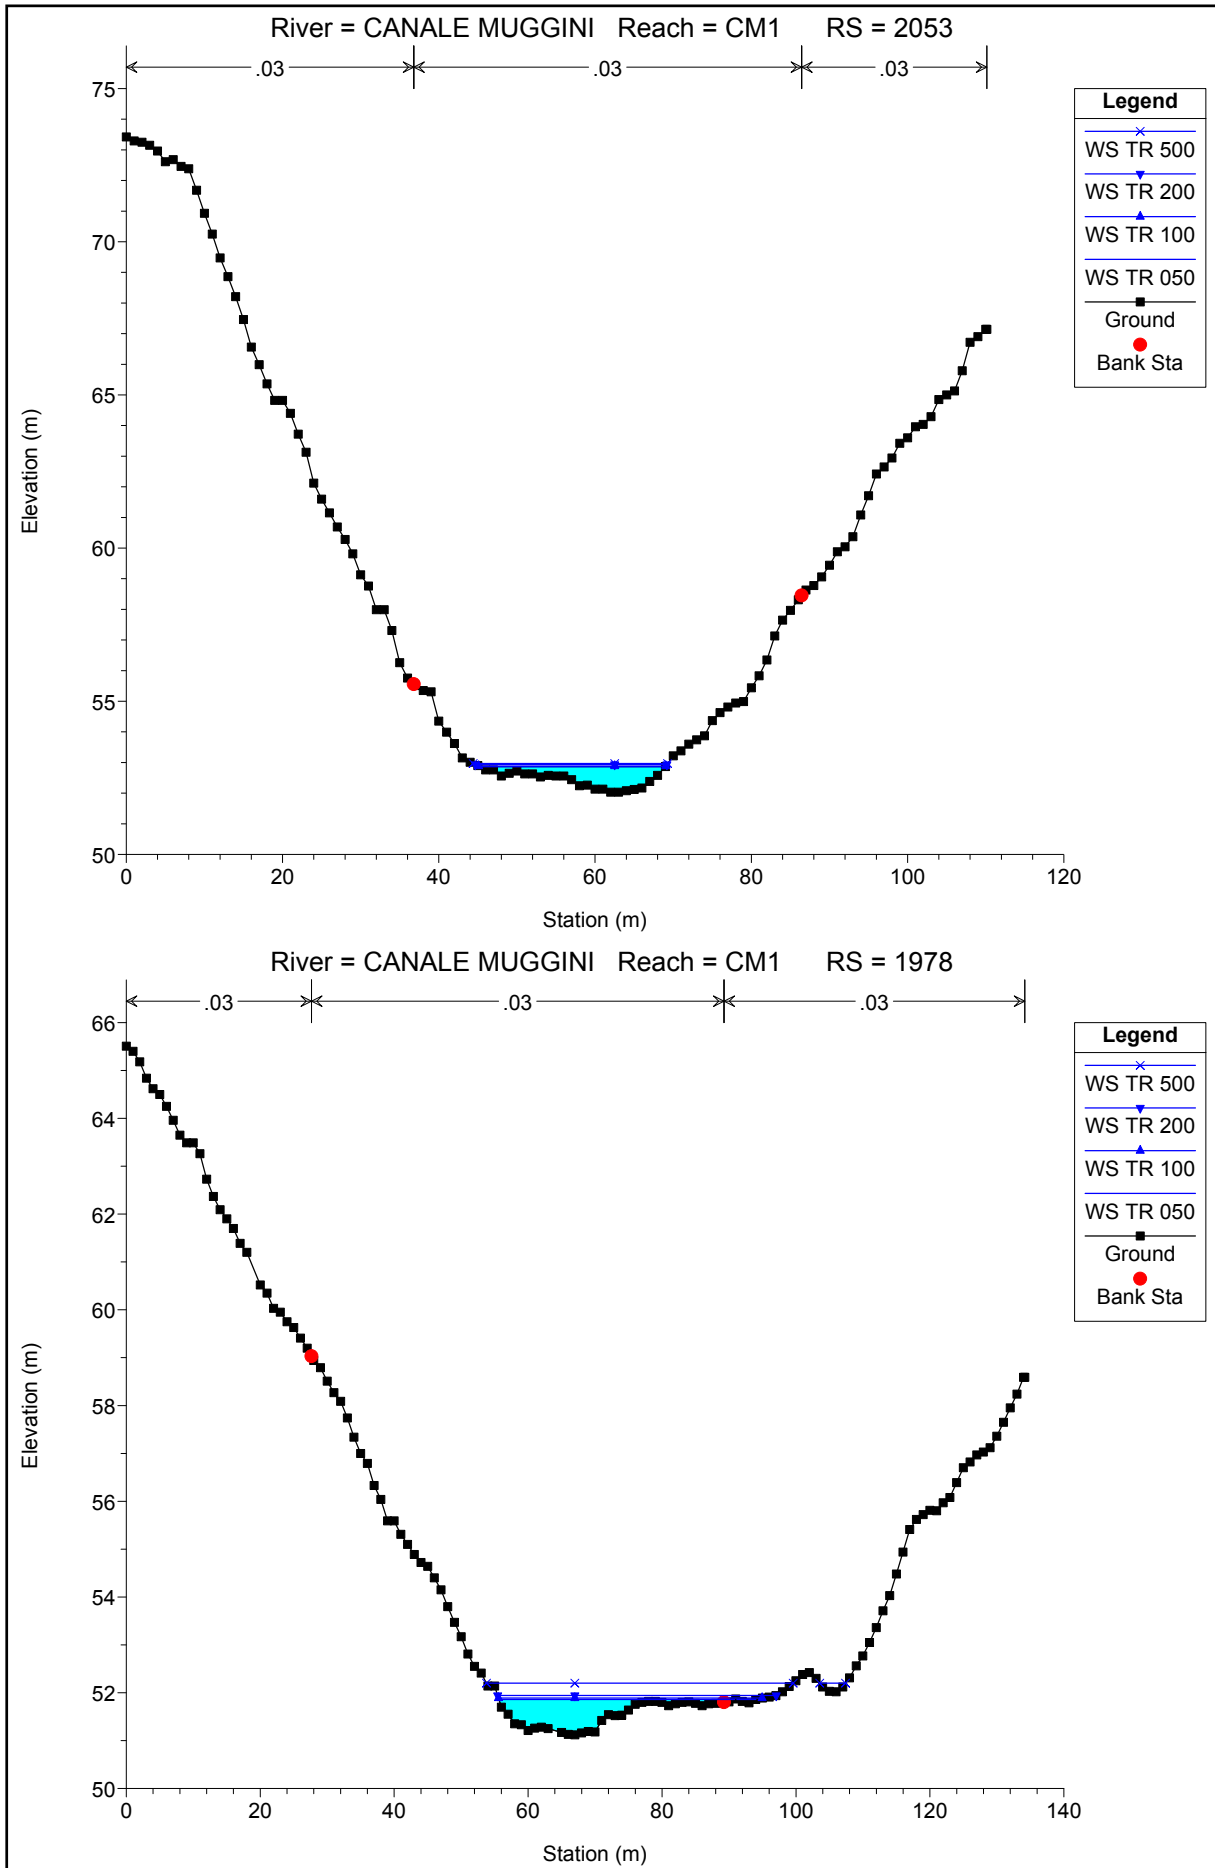 River = CANALE MUGGINI Reach = CM1 RS = 2053
.03 .03 .03
75
70
65
60
55
50
Elevation (m)
0 20 40 60 80 100 120
Station (m)
Legend
WS TR 500
WS TR 200
WS TR 100
WS TR 050
Ground
Bank Sta
River = CANALE MUGGINI Reach = CM1 RS = 1978
.03 .03 .03
66
64
62
60
58
56
54
52
50
Elevation (m)
0 20 40 60 80 100 120 140
Station (m)
Legend
WS TR 500
WS TR 200
WS TR 100
WS TR 050
Ground
Bank Sta